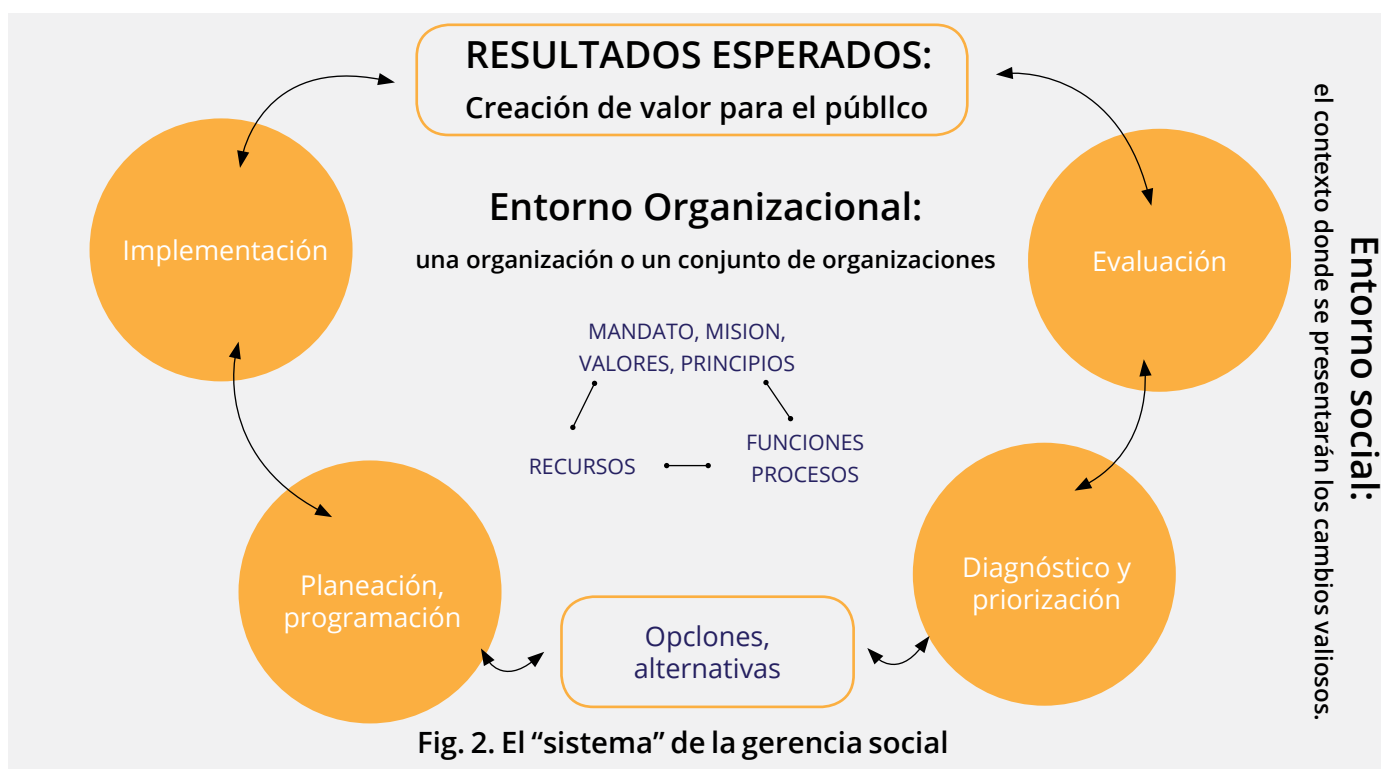 RESULTADOS ESPERADOS:
Creación de valor para el públlco
Implementación
Entorno Organizacional:
una organización o un conjunto de organizaciones
Evaluación
MANDATO, MISION,
VALORES, PRINCIPIOS
RECURSOS
FUNCIONES
PROCESOS
Planeación,
programación
Opclones,
alternativas
Diagnóstico y
priorización
Entorno social:
el contexto donde se presentarán los cambios valiosos.
Fig. 2. El “sistema” de la gerencia social